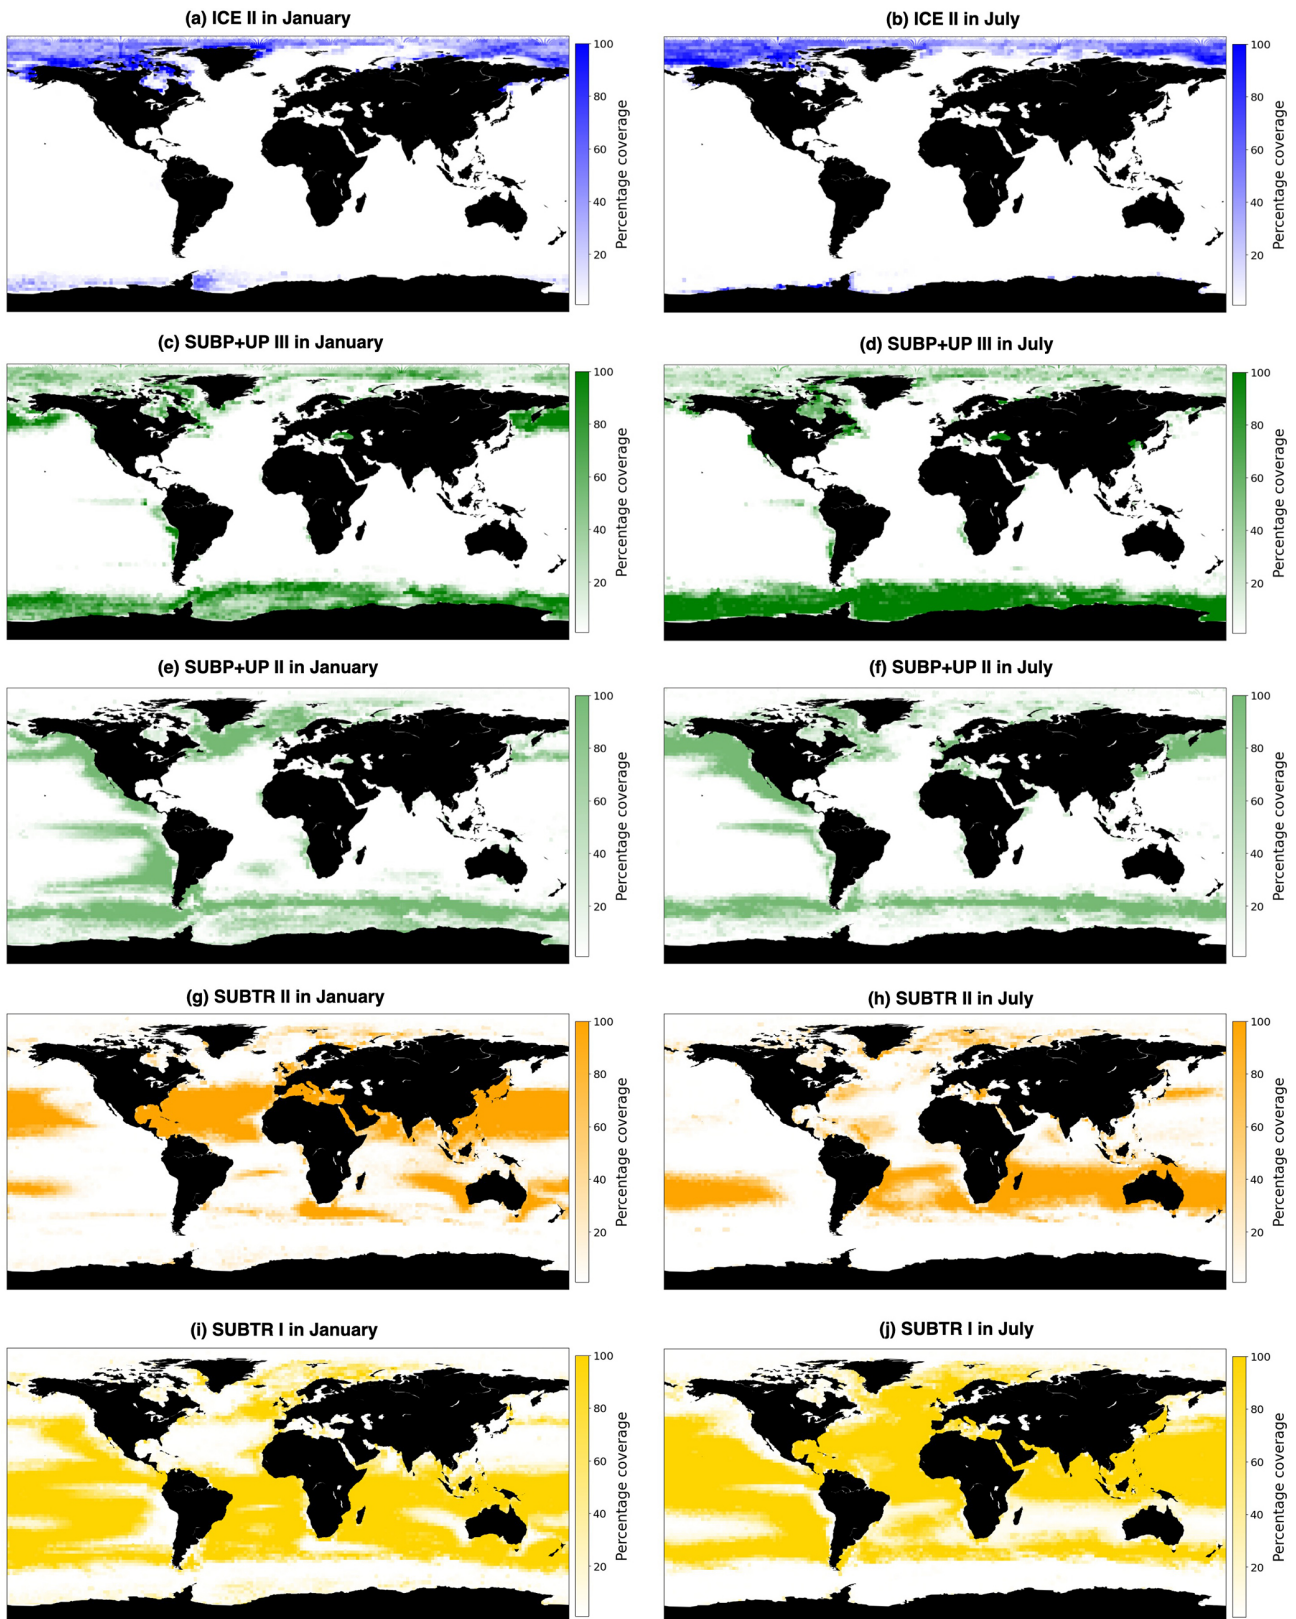 (a) ICE II in January
100
80
60
40
20
Percentage coverage
(b) ICE II in July
100
80
60
40
20
Percentage coverage
(c) SUBP+UP III in January
100
80
60
40
20
Percentage coverage
(d) SUBP+UP III in July
100
80
60
40
20
Percentage coverage
(e) SUBP+UP II in January
100
80
60
40
20
Percentage coverage
(f) SUBP+UP II in July
100
80
60
40
20
Percentage coverage
(g) SUBTR II in January
100
80
60
40
20
Percentage coverage
(h) SUBTR II in July
100
80
60
40
20
Percentage coverage
(i) SUBTR I in January
100
80
60
40
20
Percentage coverage
(j) SUBTR I in July
100
80
60
40
20
Percentage coverage